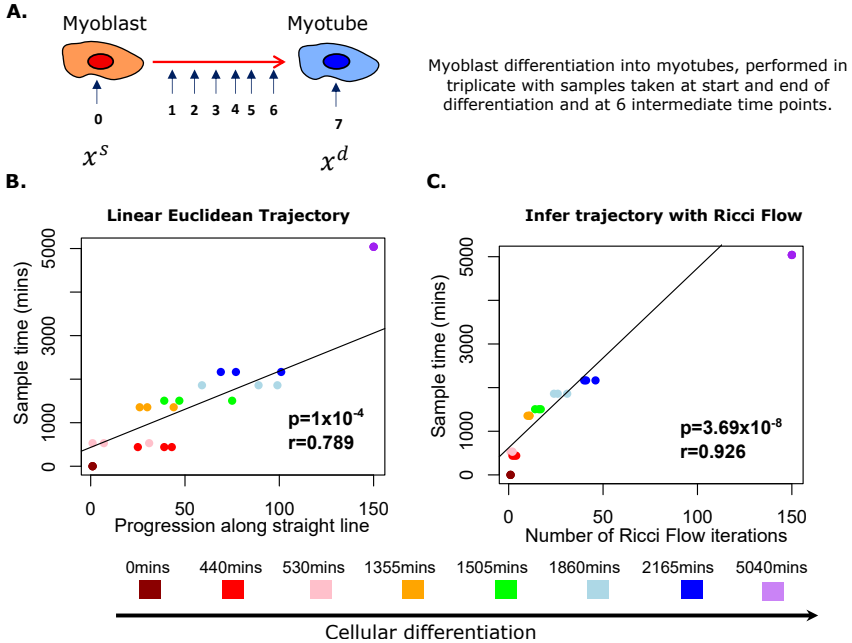 A.
Myoblast
Myotube
0
1
2
3
4
5
6
7
x^s
x^d
Myoblast differentiation into myotubes, performed in
triplicate with samples taken at start and end of
differentiation and at 6 intermediate time points.
B.
Linear Euclidean Trajectory
Sample time (mins)
5000
3000
1000
0
p=1x10^-4
r=0.789
0
50
100
150
Progression along straight line
C.
Infer trajectory with Ricci Flow
Sample time (mins)
5000
3000
1000
0
p=3.69x10^-8
r=0.926
0
50
100
150
Number of Ricci Flow iterations
0mins 440mins 530mins 1355mins 1505mins 1860mins 2165mins 5040mins
Cellular differentiation